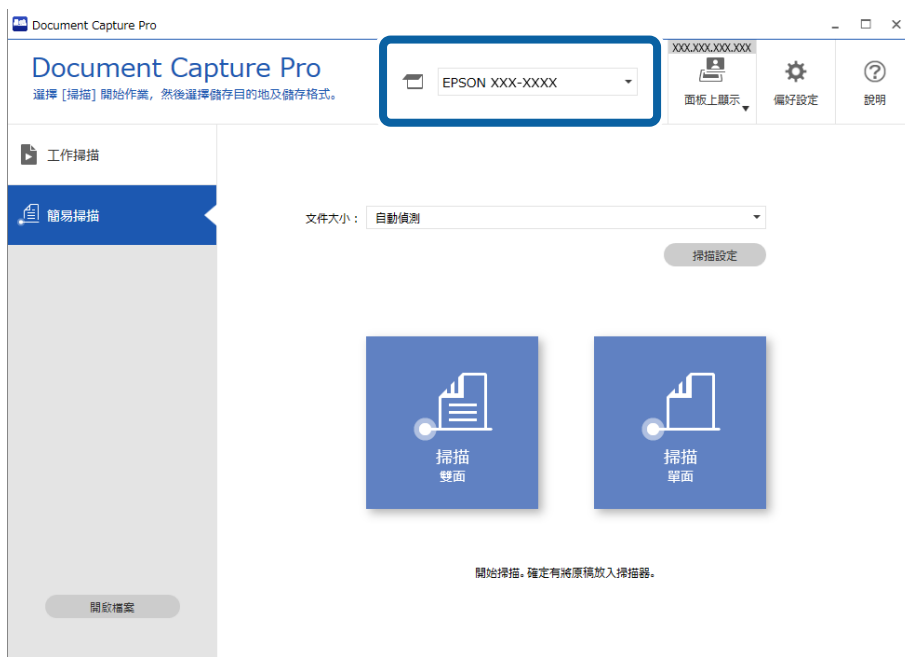 Document Capture Pro
Document Capture Pro
選擇 [掃描] 開始作業，然後選擇儲存目的地及儲存格式。
EPSON XXX-XXXX
XXX.XXX.XXX.XXX
面板上顯示
偏好設定
說明
工作掃描
簡易掃描
文件大小：
自動偵測
掃描設定
掃描
雙面
掃描
單面
開始掃描。確定有將原稿放入掃描器。
開啟檔案